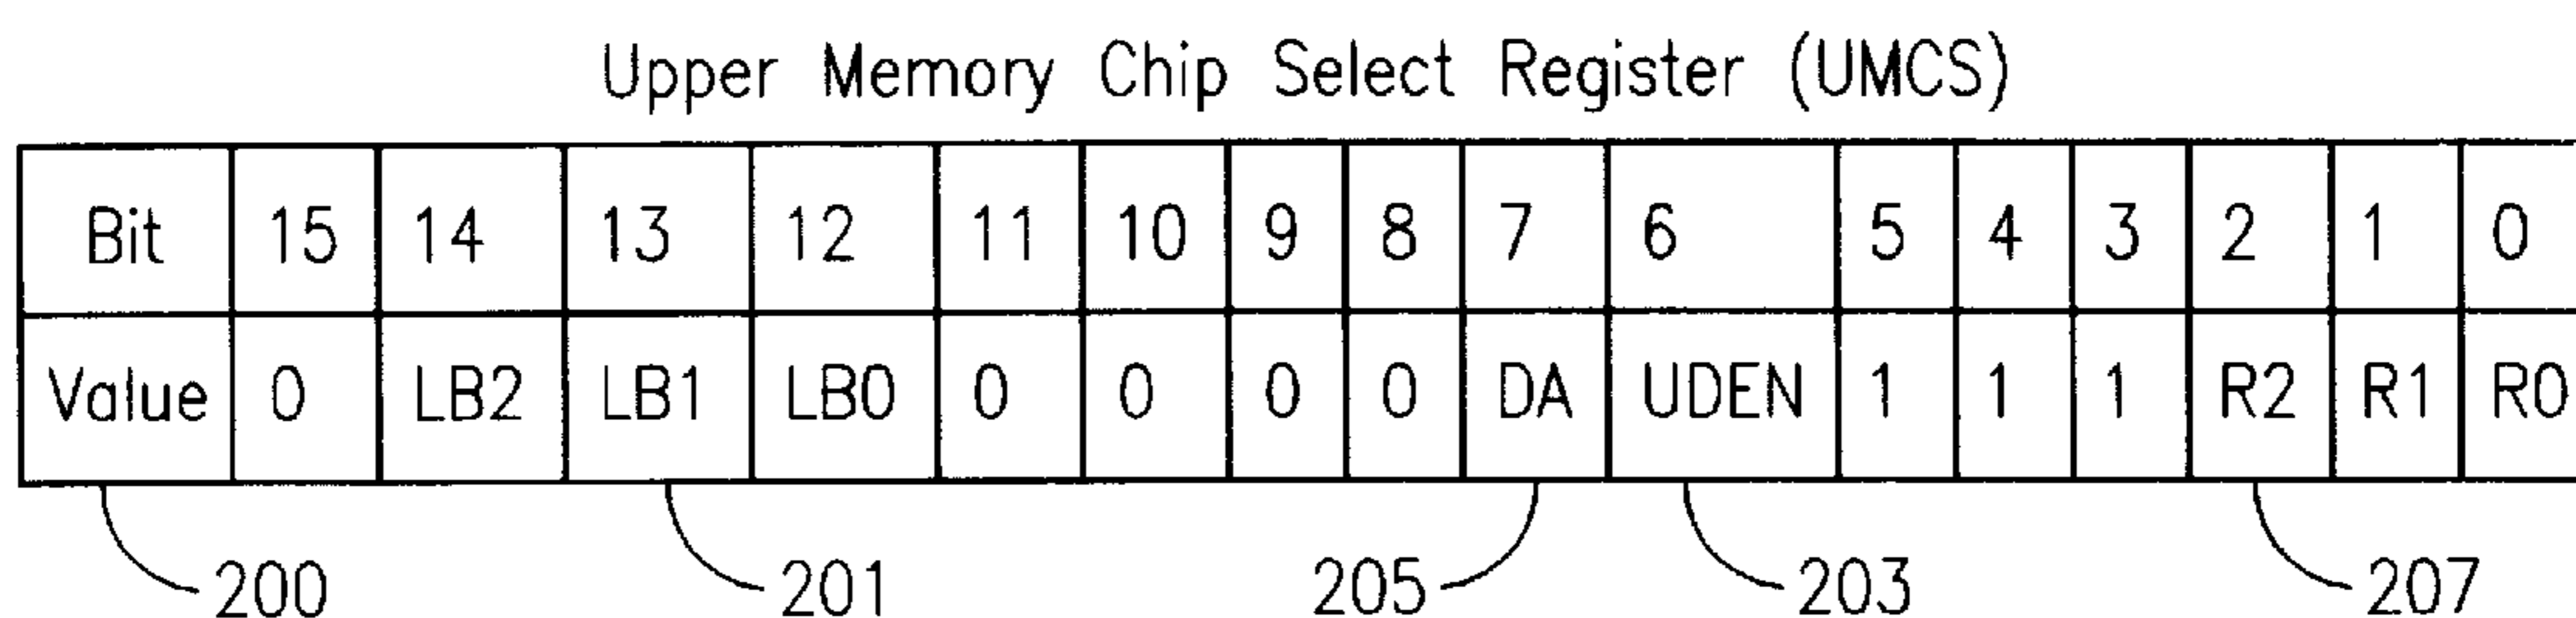 Upper Memory Chip Select Register (UMCS)
Bit 15 14 13 12 11 10 9 8 7 6 5 4 3 2 1 0
Value 0 LB2 LB1 LB0 0 0 0 0 DA UDEN 1 1 1 R2 R1 R0
200 201 205 203 207